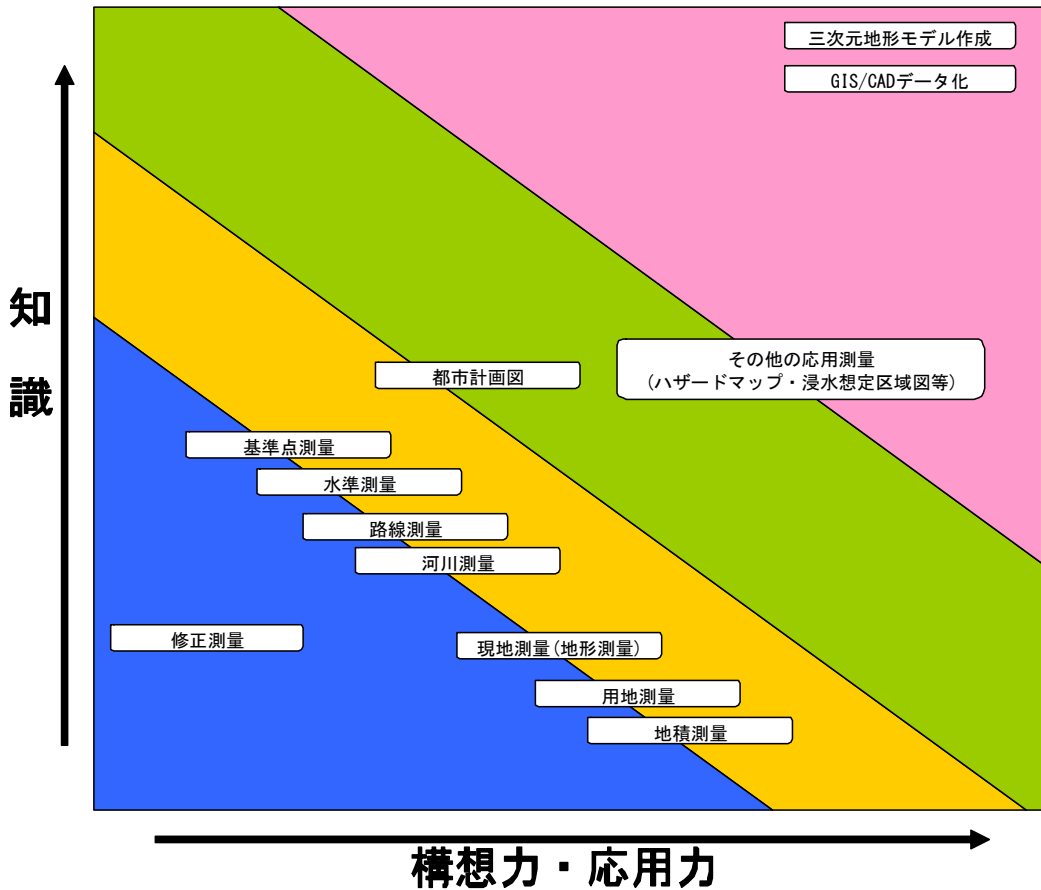 三次元地形モデル作成
GIS/CADデータ化
知
識
その他の応用測量
(ハザードマップ・浸水想定区域図等)
都市計画図
基準点測量
水準測量
路線測量
河川測量
修正測量
現地測量(地形測量)
用地測量
地積測量
構想力・応用力